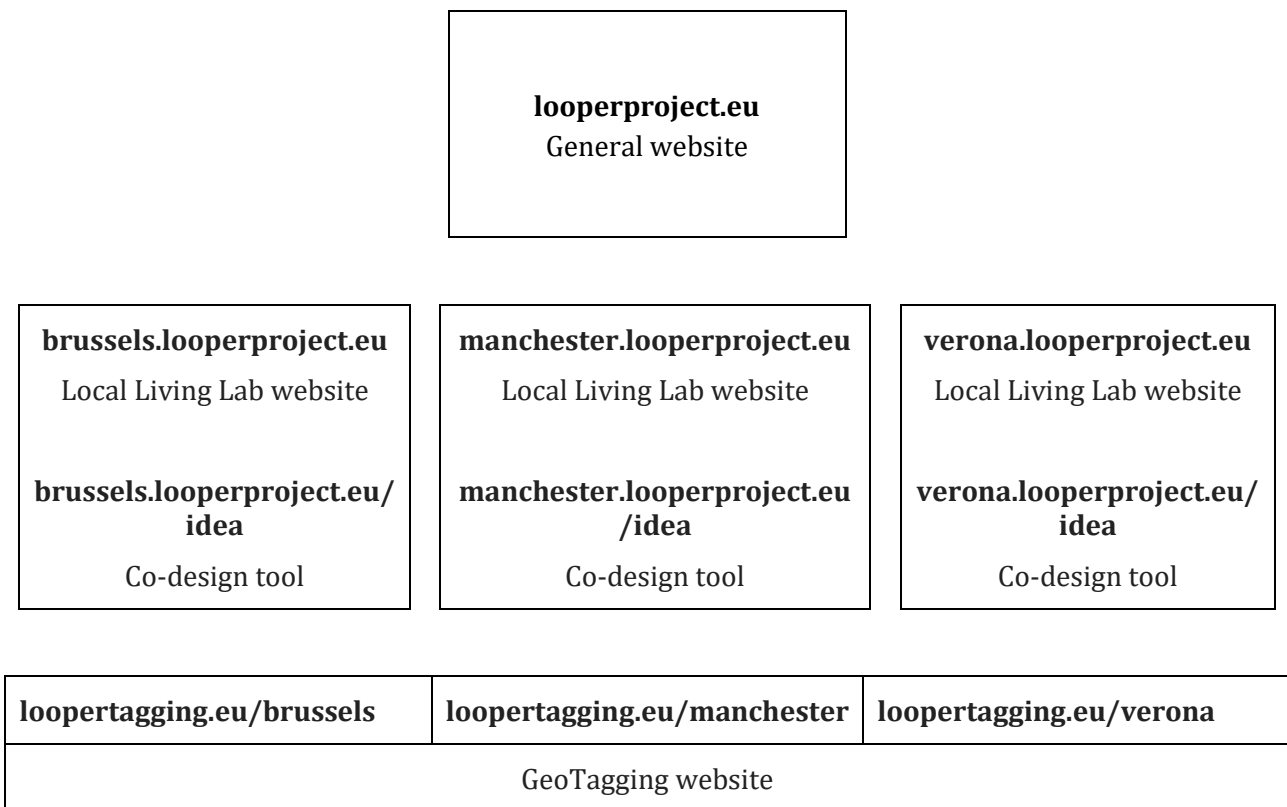 looperproject.eu
General website
brussels.looperproject.eu
Local Living Lab website
brussels.looperproject.eu/
idea
Co-design tool
manchester.looperproject.eu
Local Living Lab website
manchester.looperproject.eu
/idea
Co-design tool
verona.looperproject.eu
Local Living Lab website
verona.looperproject.eu/
idea
Co-design tool
loopertagging.eu/brussels
loopertagging.eu/manchester
loopertagging.eu/verona
GeoTagging website